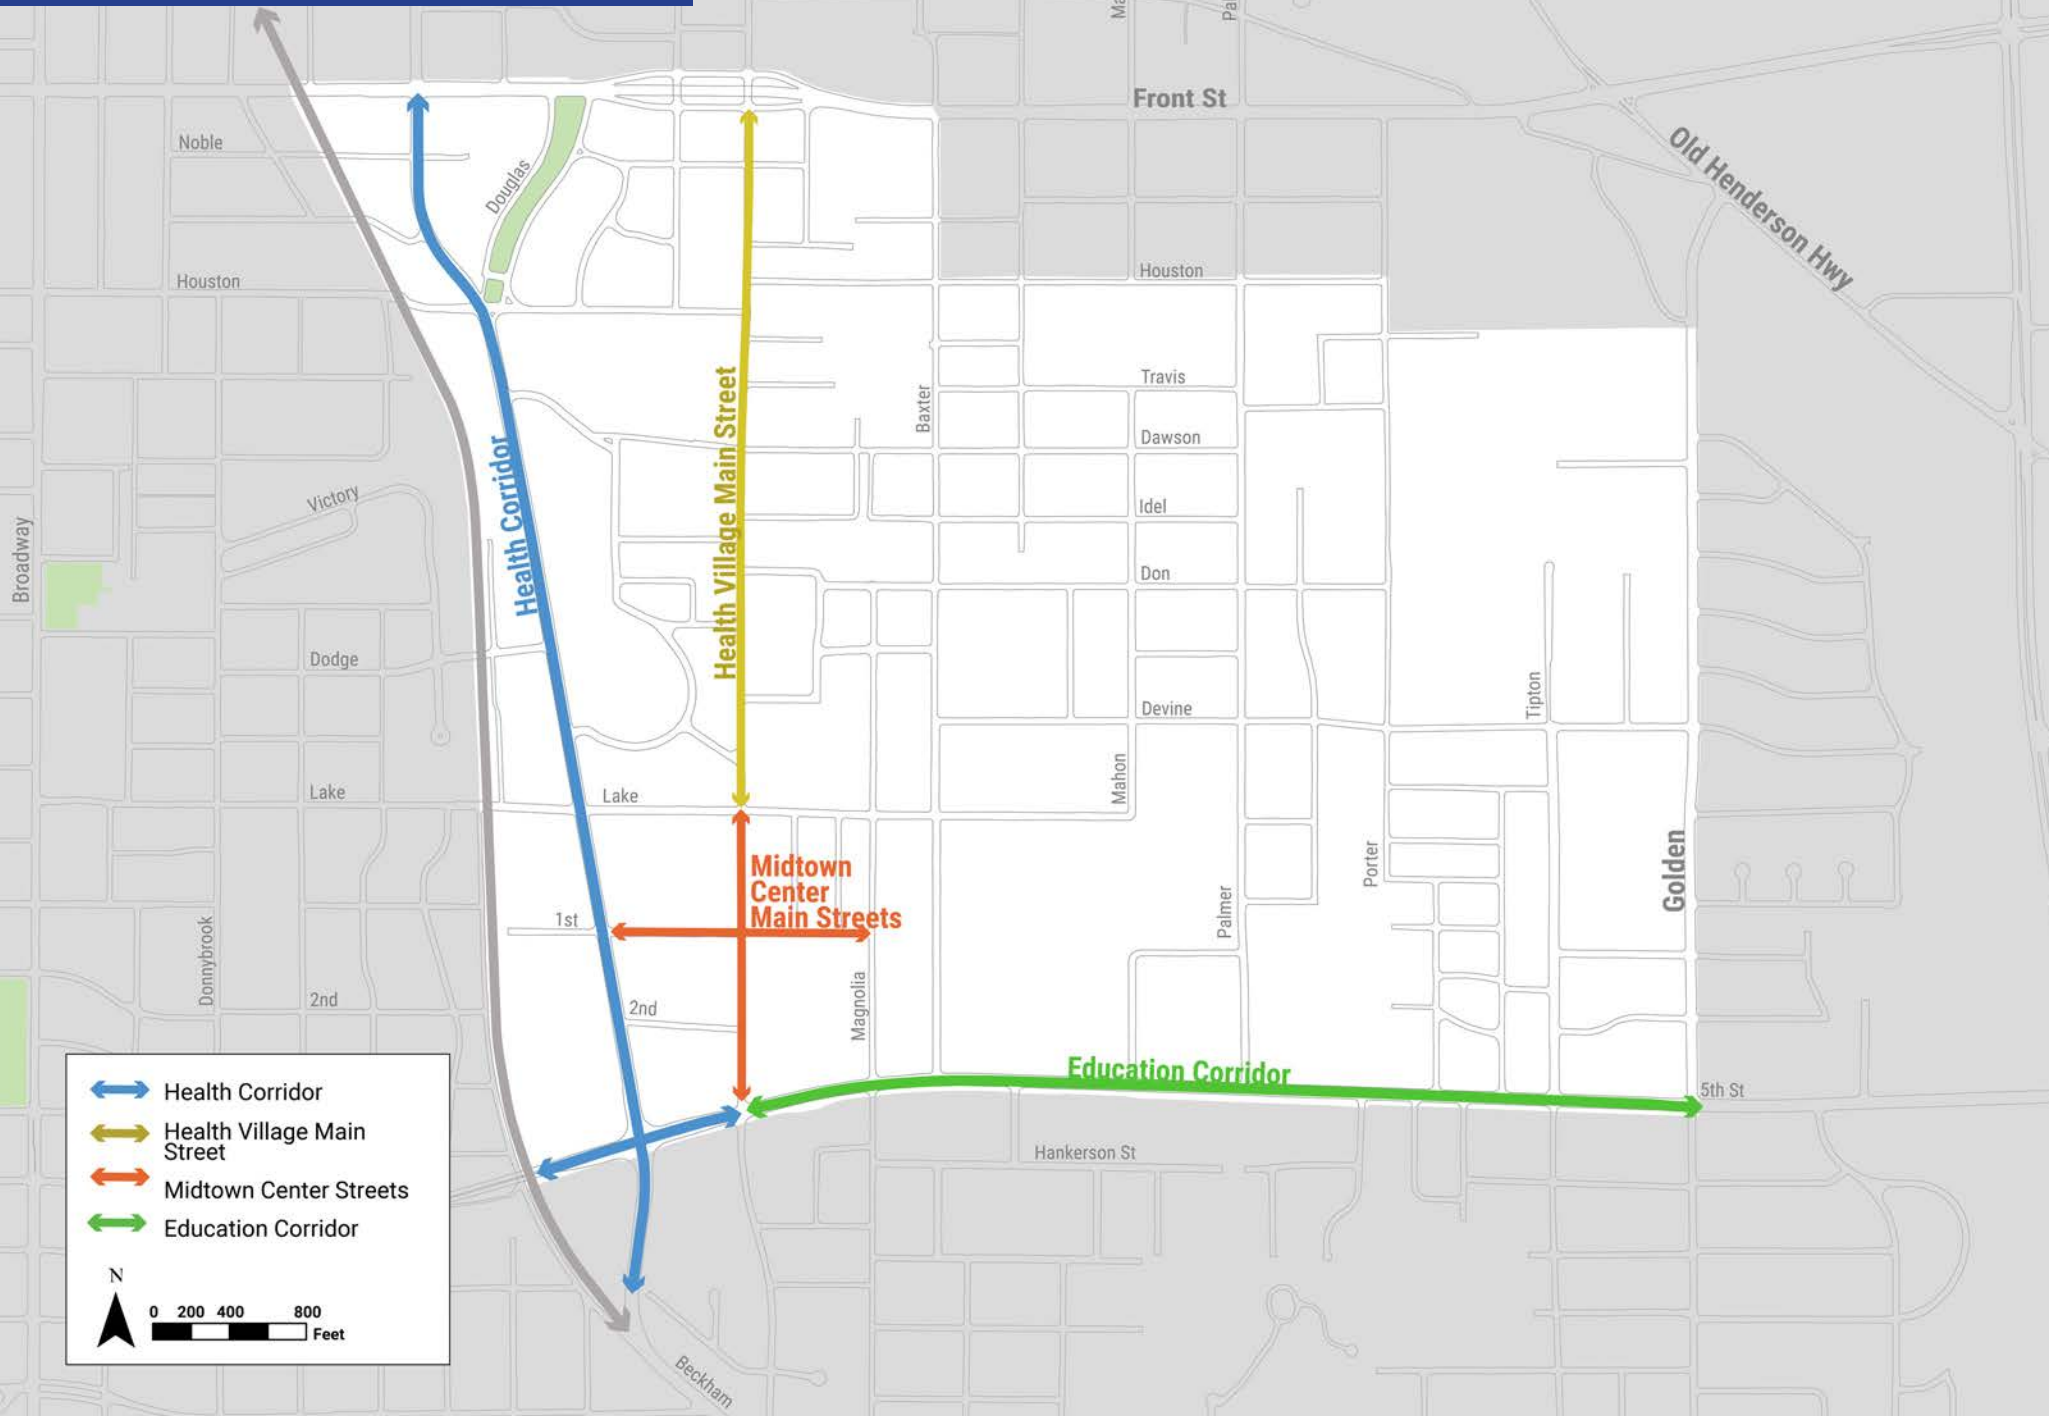 Ma
Pa
Front St
Noble
Old Henderson Hwy
Douglas
Houston
Houston
Travis
Baxter
Dawson
Health Village Main Street
Health Corridor
Victory
Idel
Broadway
Don
Dodge
Tipton
Devine
Mahon
Lake
Lake
Midtown
Center
Main Streets
Golden
Porter
Palmer
1st
Donnybrook
Magnolia
2nd
2nd
Education Corridor
5th St
Hankerson St
Beckham
Health Corridor
Health Village Main
Street
Midtown Center Streets
Education Corridor
N
0 200 400 800
Feet